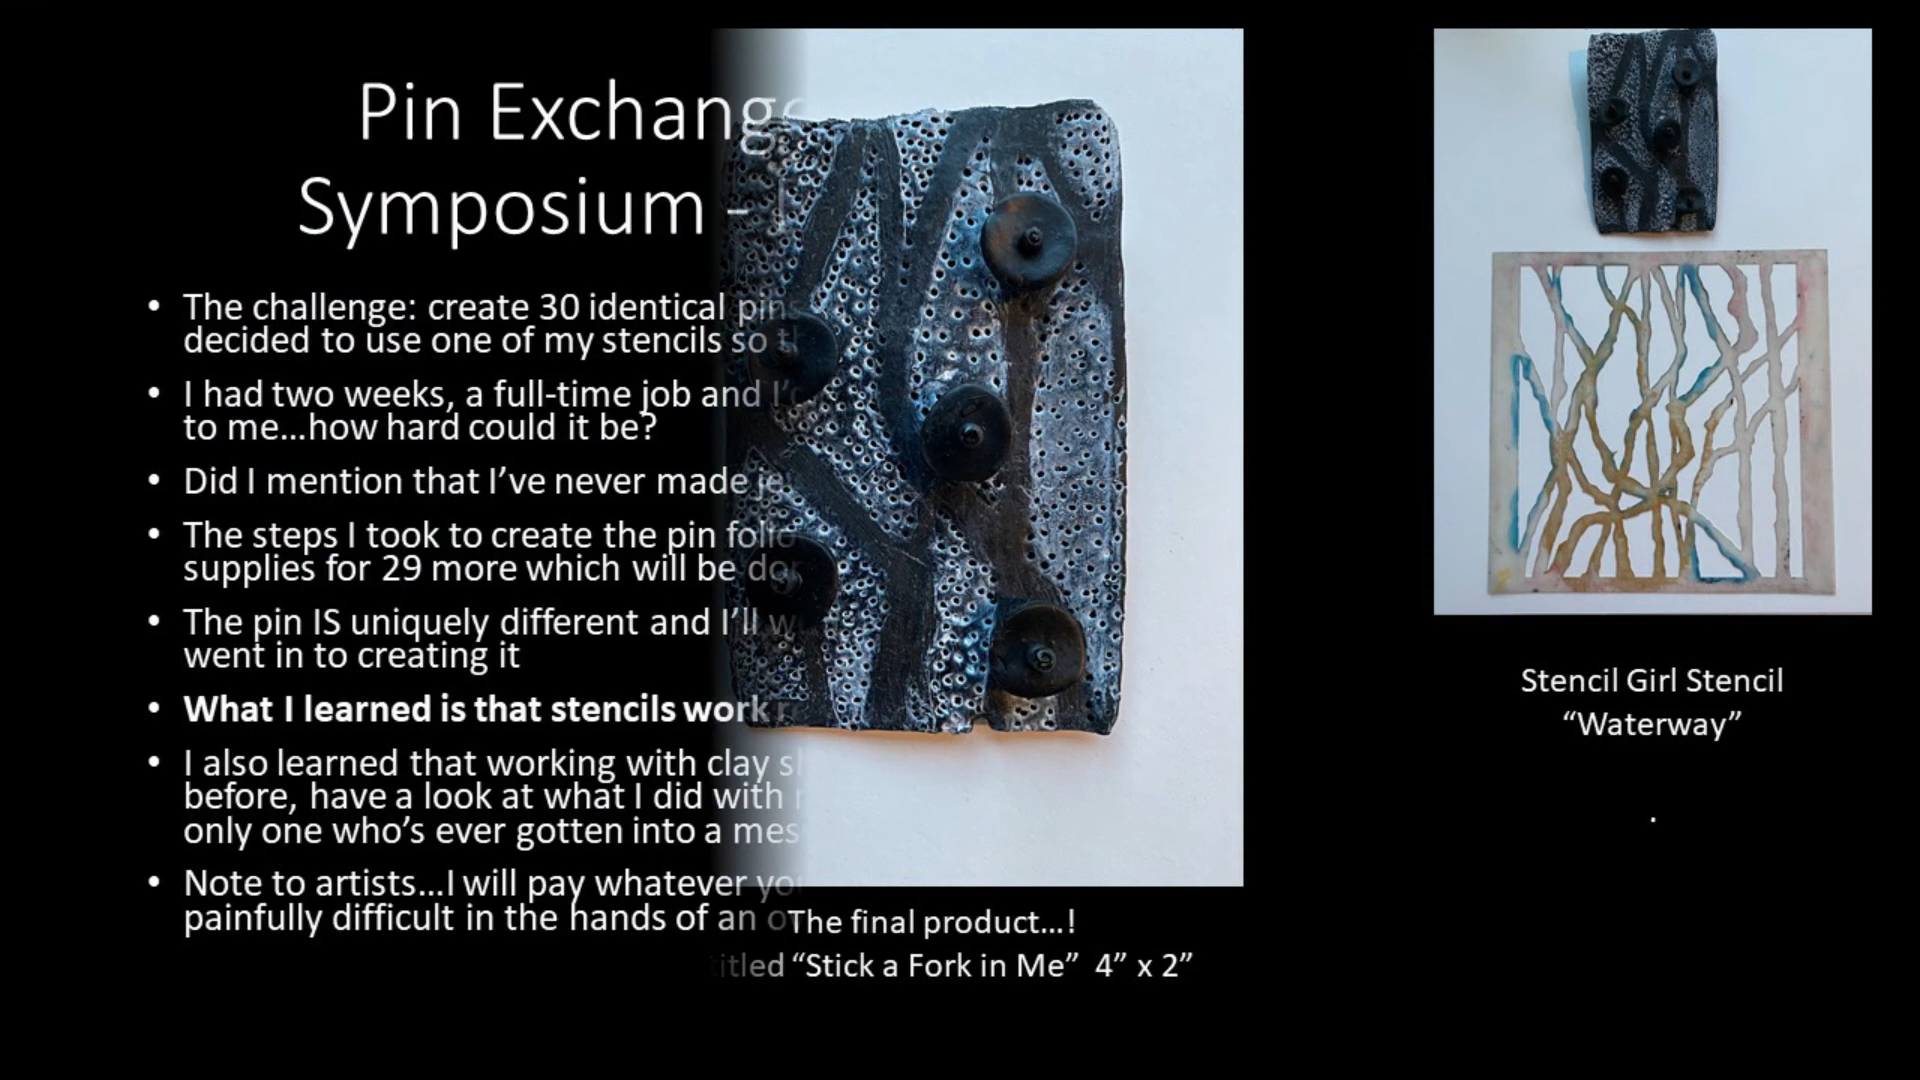 Pin Exchange
Symposium -
The challenge: create 30 identical pins
decided to use one of my stencils so
I had two weeks, a full-time job and
to me…how hard could it be?
Did I mention that I’ve never made
The steps I took to create the pin
supplies for 29 more which will be
The pin IS uniquely different and I’ll
went in to creating it
What I learned is that stencils work
I also learned that working with clay
before, have a look at what I did with
only one who’s ever gotten into a
Note to artists…I will pay whatever
painfully difficult in the hands of an
The final product…!
titled “Stick a Fork in Me” 4” x 2”
Stencil Girl Stencil
“Waterway”
.